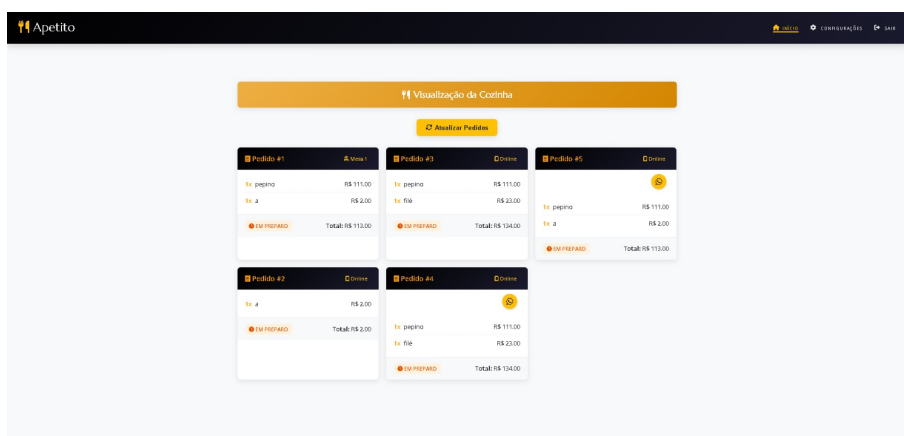 Apetito
INÍCIO CONFIGURAÇÕES SAIR
Visualização da Cozinha
Atualizar Pedidos
Pedido #1 Mesa 1
1x pepino R$ 111.00
1x a R$ 2.00
EM PREPARO Total: R$ 113.00
Pedido #3 Online
1x pepino R$ 111.00
1x filé R$ 23.00
EM PREPARO Total: R$ 134.00
Pedido #5 Online
1x pepino R$ 111.00
1x a R$ 2.00
EM PREPARO Total: R$ 113.00
Pedido #2 Online
1x a R$ 2.00
EM PREPARO Total: R$ 2.00
Pedido #4 Online
1x pepino R$ 111.00
1x filé R$ 23.00
EM PREPARO Total: R$ 134.00